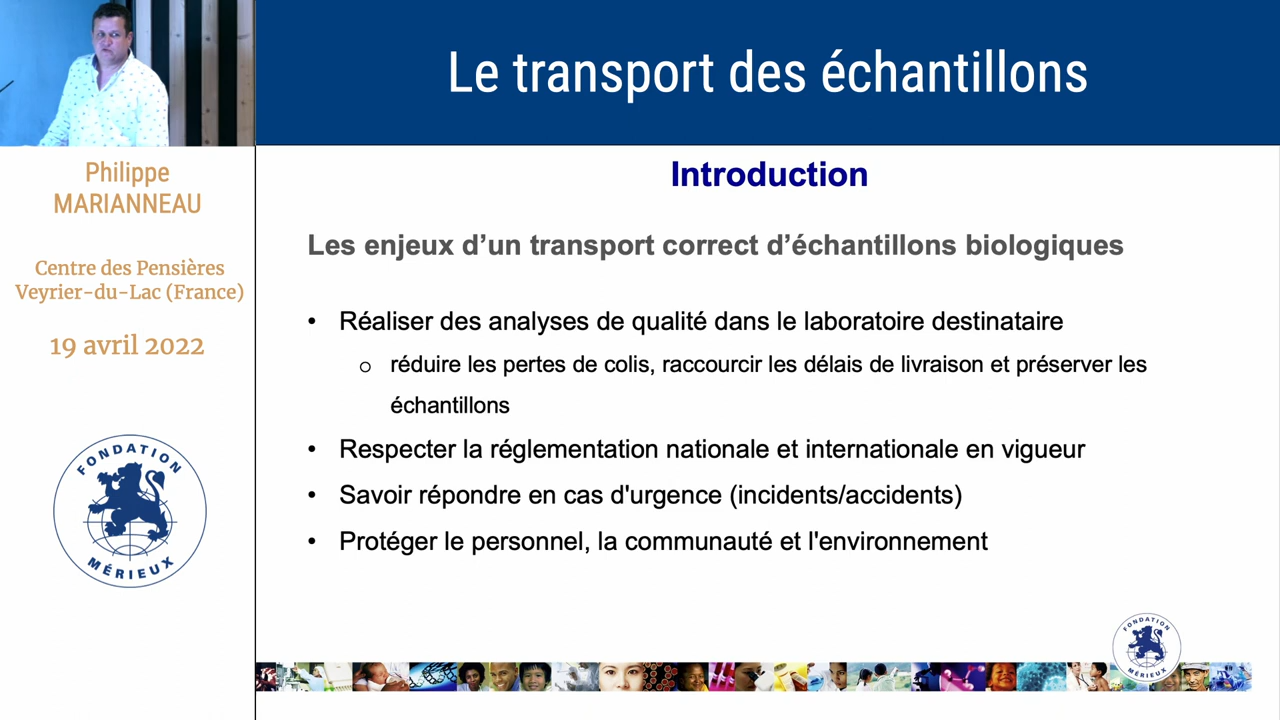 Le transport des échantillons
Philippe
MARIANNEAU
Centre des Pensières
Veyrier-du-Lac (France)
19 avril 2022
FONDATION
MÉRIEUX
Introduction
Les enjeux d’un transport correct d’échantillons biologiques
• Réaliser des analyses de qualité dans le laboratoire destinataire
o réduire les pertes de colis, raccourcir les délais de livraison et préserver les
échantillons
• Respecter la réglementation nationale et internationale en vigueur
• Savoir répondre en cas d'urgence (incidents/accidents)
• Protéger le personnel, la communauté et l'environnement
FONDATION
MÉRIEUX